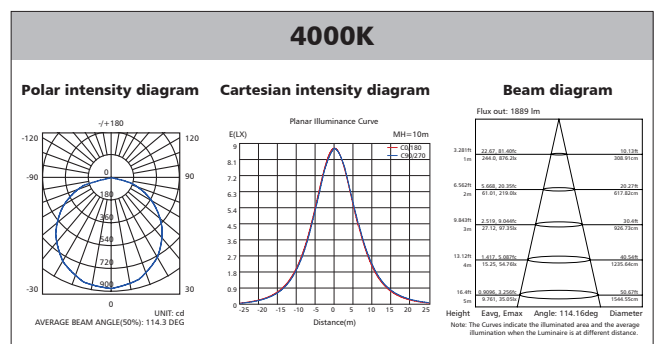 4000K
Polar intensity diagram
-/+180
-120
120
-90
90
0
180
360
540
720
900
-30
30
0
UNIT: cd
AVERAGE BEAM ANGLE(50%): 114.3 DEG
Cartesian intensity diagram
Planar Illuminance Curve
E(LX)
MH=10m
C0/180
C90/270
9
8.1
7.2
6.3
5.4
4.5
3.6
2.7
1.8
0.9
0
-25 -20 -15 -10 -5 0 5 10 15 20 25
Distance(m)
Beam diagram
Flux out: 1889 lm
3.281ft 22.67, 81.40fc 10.13ft
1m 244.0, 876.2lx 308.91cm
6.562ft 5.668, 20.35fc 20.27ft
2m 61.01, 219.0lx 617.82cm
9.843ft 2.519, 9.044fc 30.4ft
3m 27.12, 97.35lx 926.73cm
13.12ft 1.417, 5.087fc 40.54ft
4m 15.25, 54.76lx 1235.64cm
16.4ft 0.9096, 3.256fc 50.67ft
5m 9.761, 35.05lx 1544.55cm
Height Eavg, Emax Angle: 114.16deg Diameter
Note: The Curves indicate the illuminated area and the average
illumination when the Luminaire is at different distance.